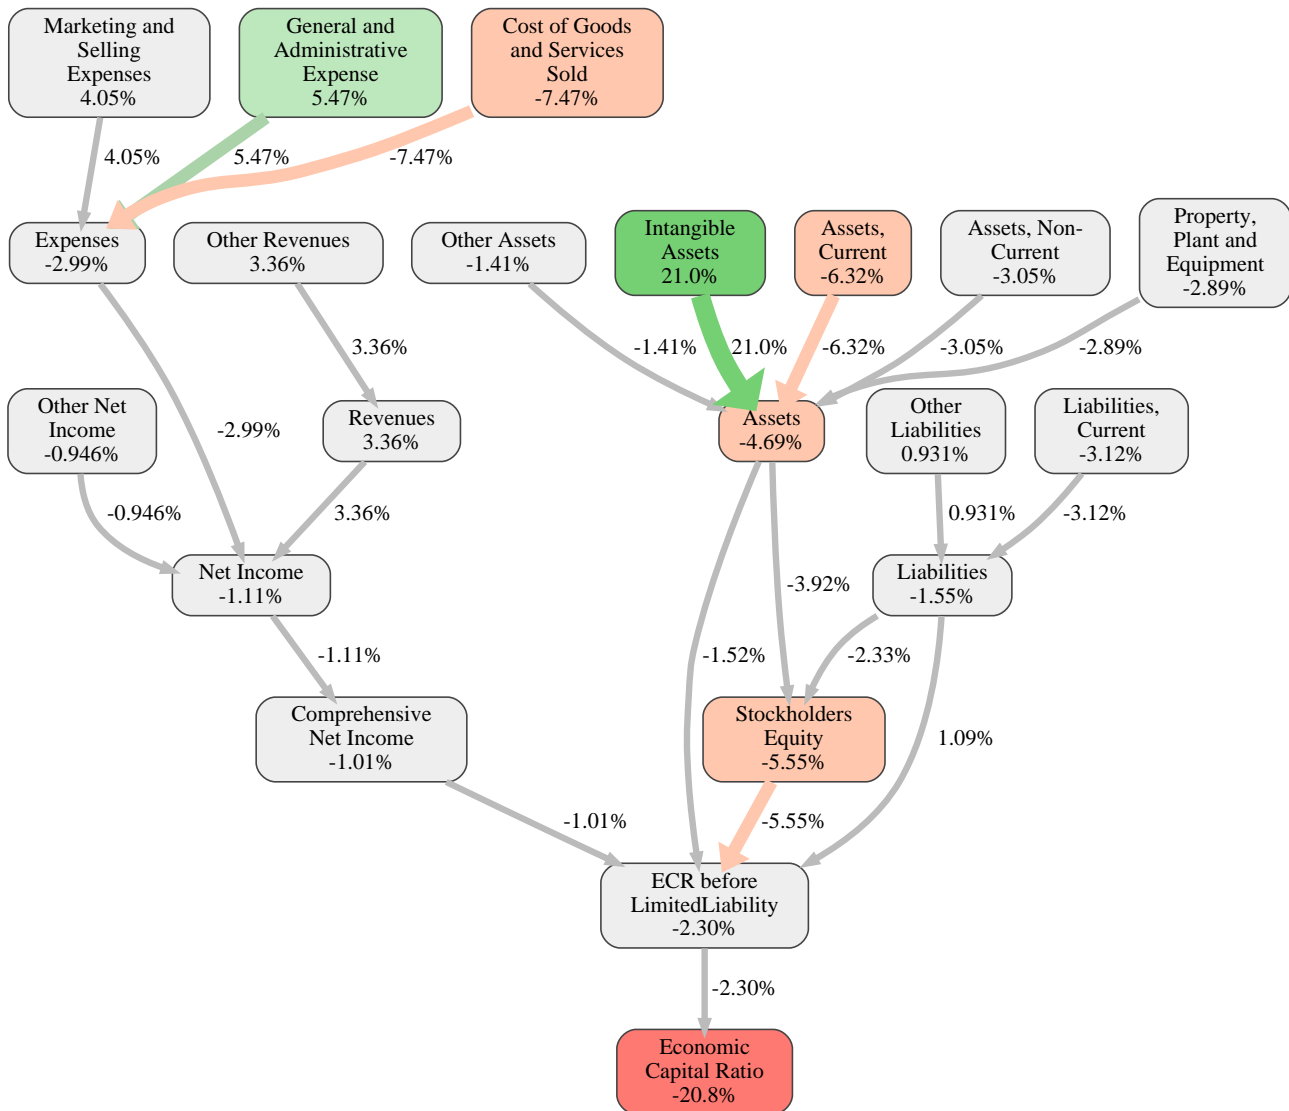 Marketing and
Selling
Expenses
4.05%
General and
Administrative
Expense
5.47%
Cost of Goods
and Services
Sold
-7.47%
4.05%
5.47%
-7.47%
Expenses
-2.99%
Other Revenues
3.36%
Other Assets
-1.41%
Intangible
Assets
21.0%
Assets,
Current
-6.32%
Assets, Non-
Current
-3.05%
Property,
Plant and
Equipment
-2.89%
3.36%
-1.41%
21.0%
-6.32%
-3.05%
-2.89%
Other Net
Income
-0.946%
-2.99%
Revenues
3.36%
Assets
-4.69%
Other
Liabilities
0.931%
Liabilities,
Current
-3.12%
-0.946%
3.36%
0.931%
-3.12%
Net Income
-1.11%
-3.92%
Liabilities
-1.55%
-1.11%
-1.52%
-2.33%
Comprehensive
Net Income
-1.01%
Stockholders
Equity
-5.55%
1.09%
-1.01%
-5.55%
ECR before
LimitedLiability
-2.30%
-2.30%
Economic
Capital Ratio
-20.8%